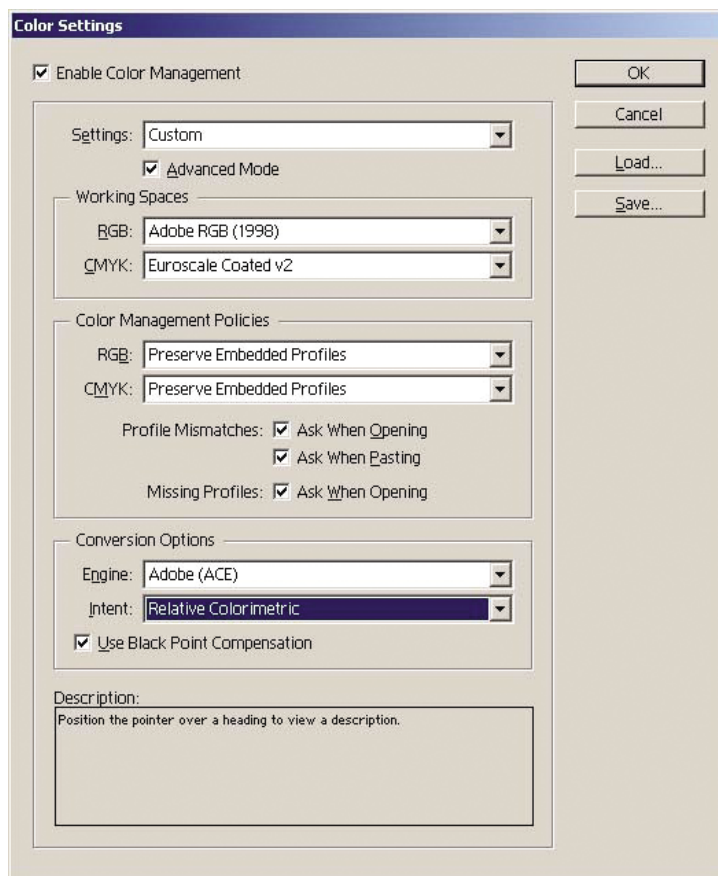 Color Settings
Enable Color Management
OK
Cancel
Load...
Save...
Settings: Custom
Advanced Mode
Working Spaces
RGB: Adobe RGB (1998)
CMYK: Euroscale Coated v2
Color Management Policies
RGB: Preserve Embedded Profiles
CMYK: Preserve Embedded Profiles
Profile Mismatches: Ask When Opening
Ask When Pasting
Missing Profiles: Ask When Opening
Conversion Options
Engine: Adobe (ACE)
Intent: Relative Colorimetric
Use Black Point Compensation
Description:
Position the pointer over a heading to view a description.